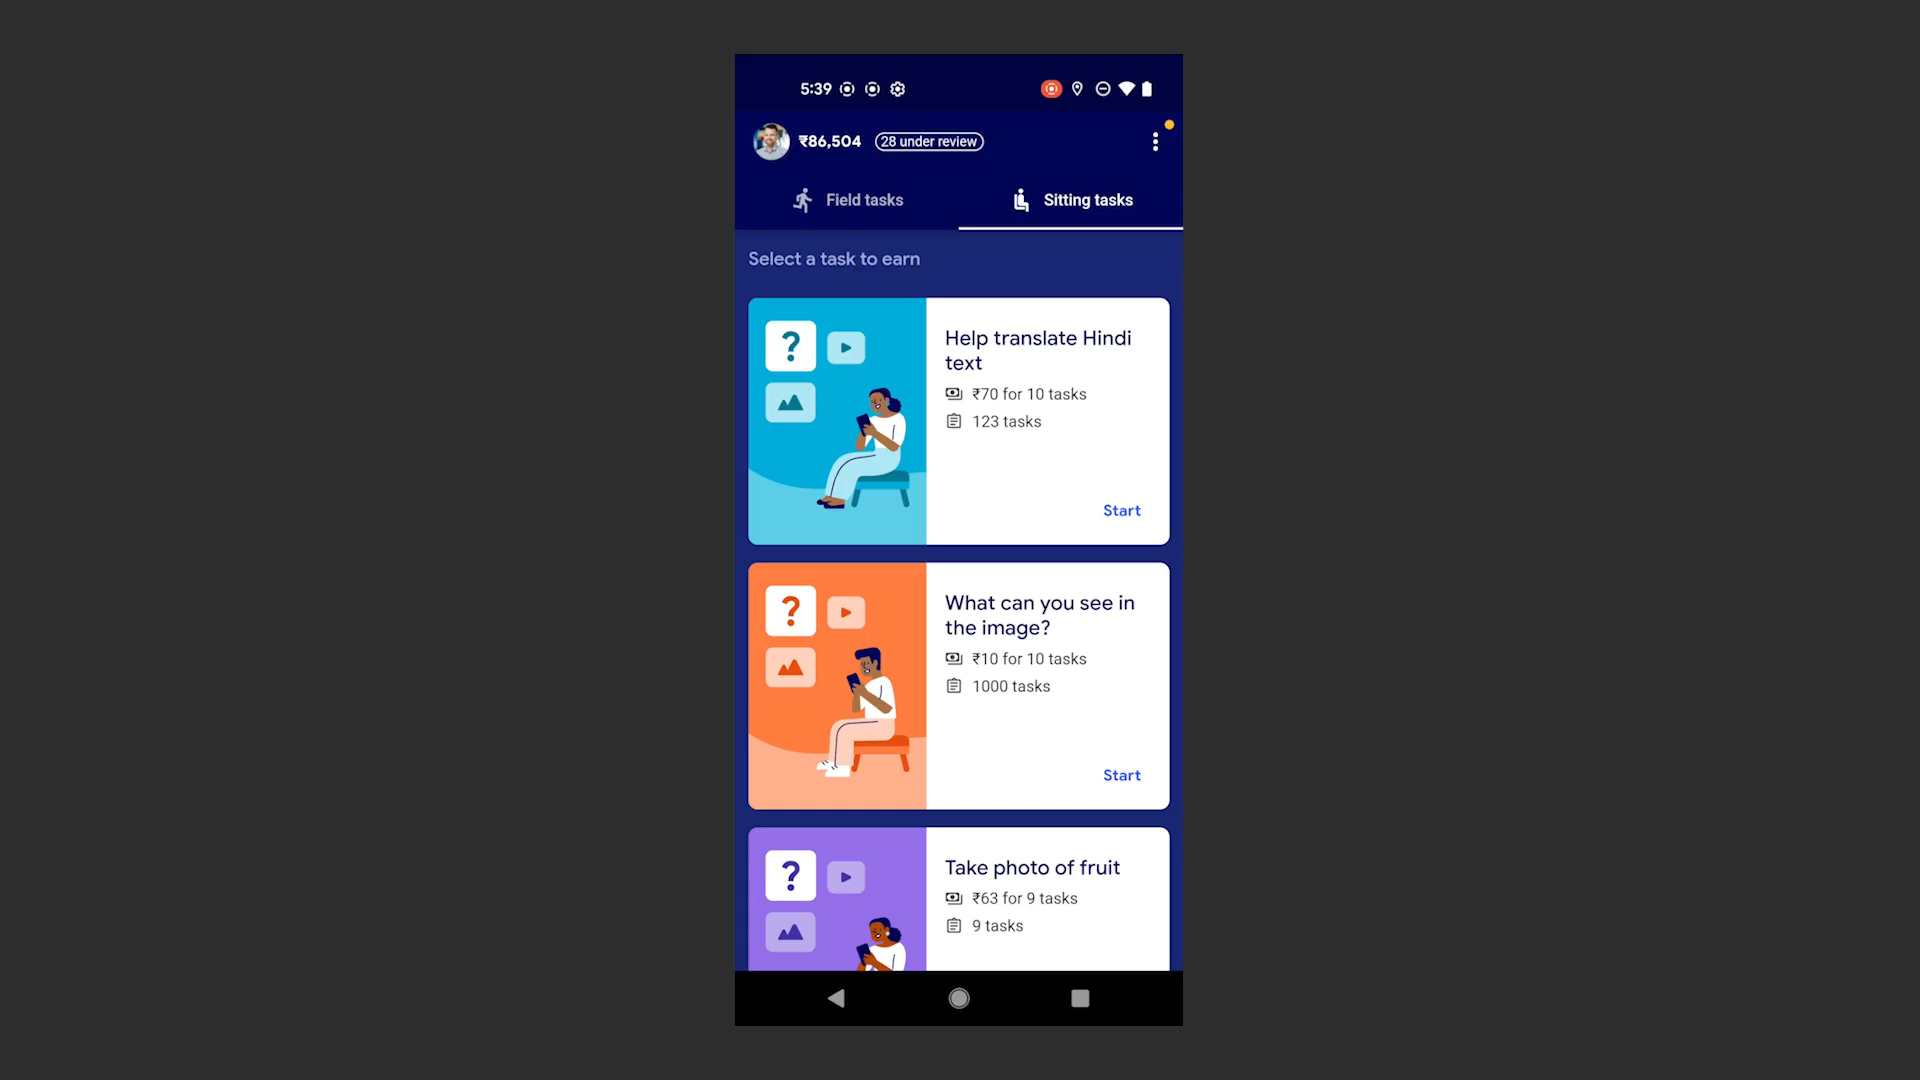 5:39
₹86,504 28 under review
Field tasks Sitting tasks
Select a task to earn
?
Help translate Hindi
text
₹70 for 10 tasks
123 tasks
Start
?
What can you see in
the image?
₹10 for 10 tasks
1000 tasks
Start
?
Take photo of fruit
₹63 for 9 tasks
9 tasks